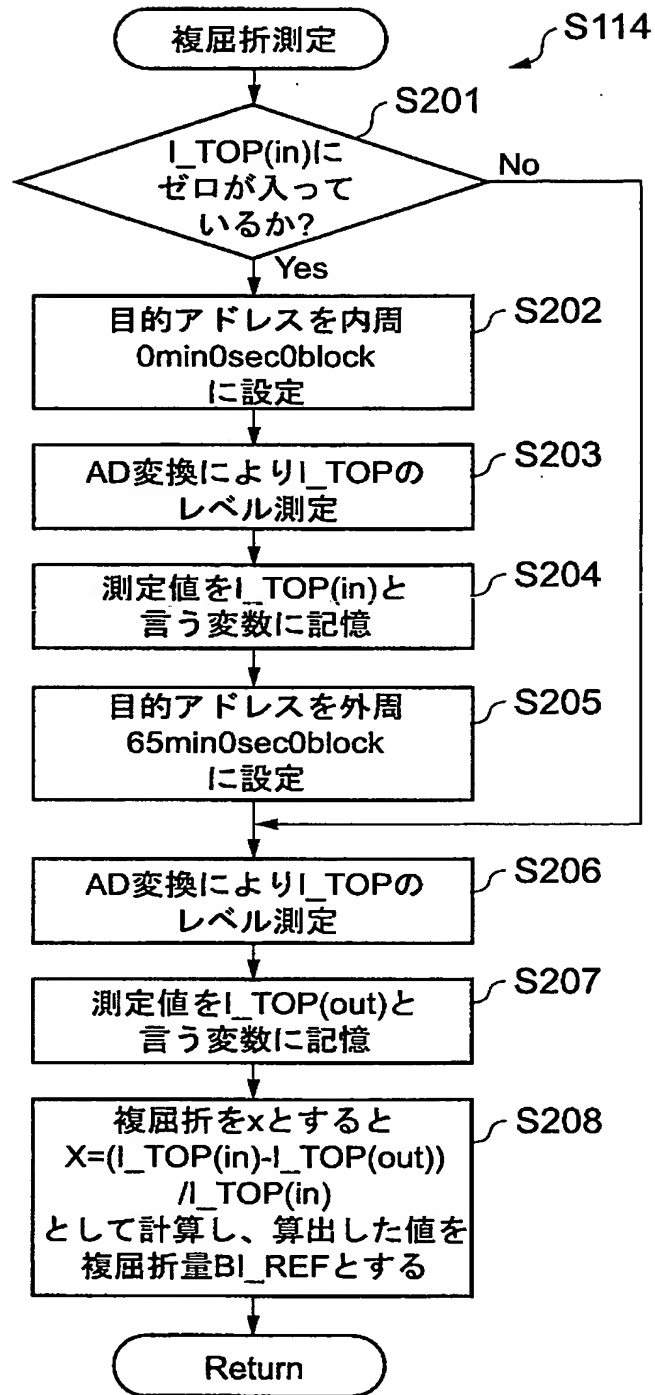 複屈折測定
S114
S201
I_TOP(in)に
ゼロが入って
いるか?
No
Yes
目的アドレスを内周
0min0sec0block
に設定
S202
AD変換によりI_TOPの
レベル測定
S203
測定値をI_TOP(in)と
言う変数に記憶
S204
目的アドレスを外周
65min0sec0block
に設定
S205
AD変換によりI_TOPの
レベル測定
S206
測定値をI_TOP(out)と
言う変数に記憶
S207
複屈折をxとすると
X=(I_TOP(in)-I_TOP(out))
/I_TOP(in)
として計算し、算出した値を
複屈折量BI_REFとする
S208
Return